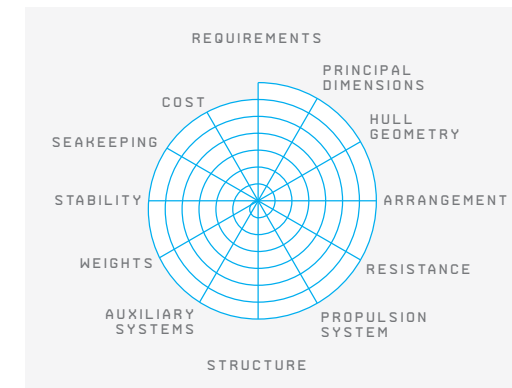 REQUIREMENTS
PRINCIPAL
DIMENSIONS
HULL
GEOMETRY
ARRANGEMENT
RESISTANCE
PROPULSION
SYSTEM
STRUCTURE
AUXILIARY
SYSTEMS
WEIGHTS
STABILITY
SEAKEEPING
COST